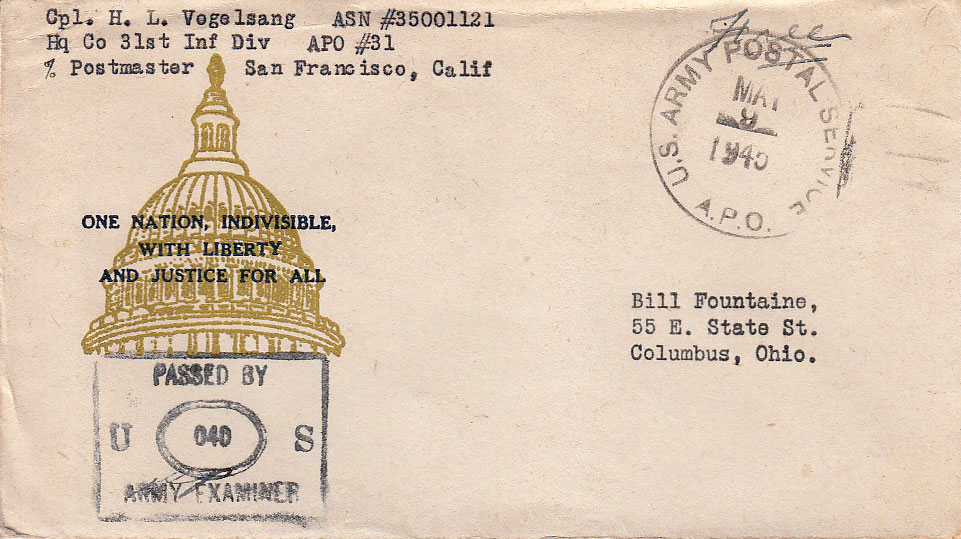 Cpl. H. L. Vogelsang ASN #35001121
Hq Co 31st Inf Div APO #31
% Postmaster San Francisco, Calif
Free
U.S. ARMY POSTAL SERVICE
MAY
9
1945
A.P.O.
ONE NATION, INDIVISIBLE,
WITH LIBERTY
AND JUSTICE FOR ALL
Bill Fountaine,
55 E. State St.
Columbus, Ohio.
PASSED BY
U 040 S
ARMY EXAMINER